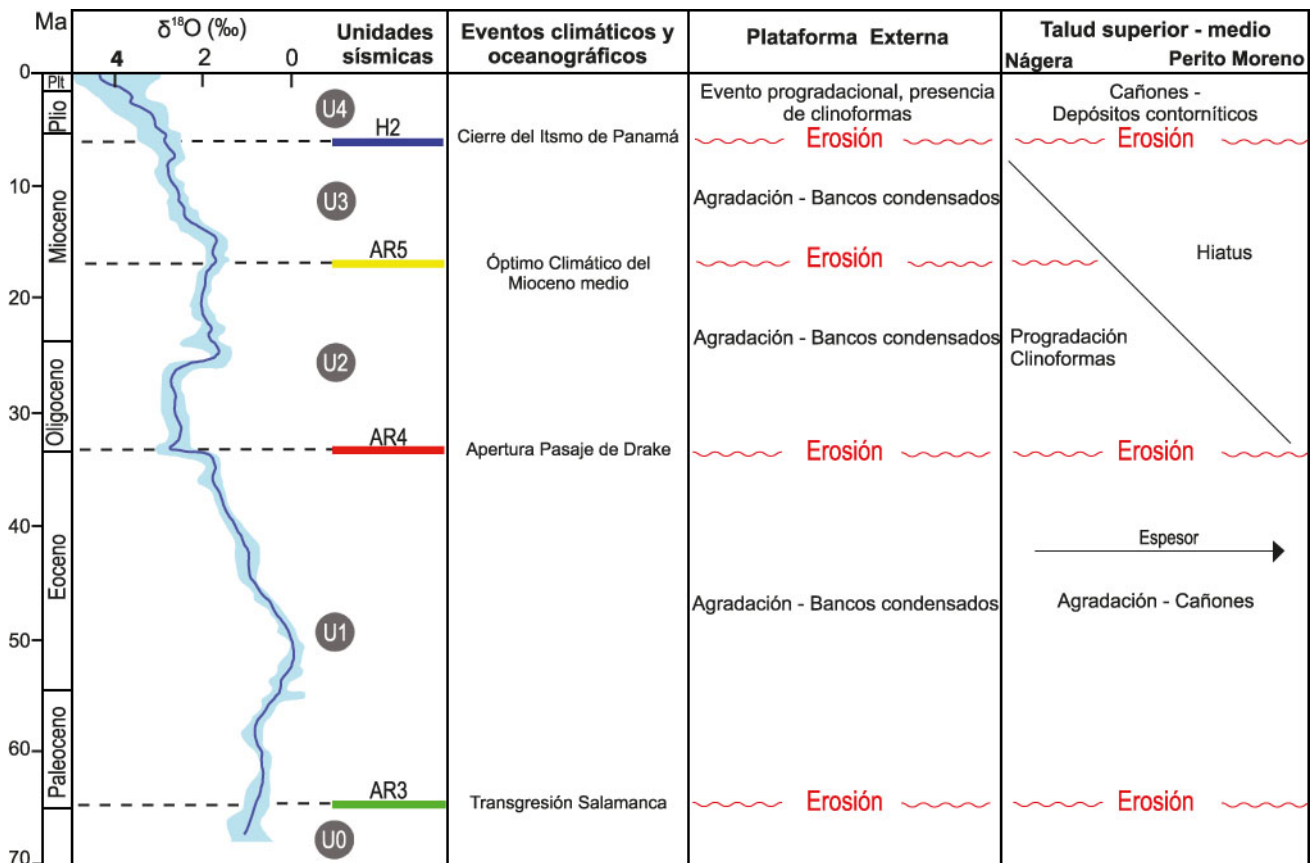 Ma
δ¹⁸O (‰)
4 2 0
Unidades
sísmicas
Eventos climáticos y
oceanográficos
Plataforma Externa
Talud superior - medio
Nágera Perito Moreno
0
10
20
30
40
50
60
70
Plt
Plio
Mioceno
Oligoceno
Eoceno
Paleoceno
U4
H2
U3
AR5
U2
AR4
U1
AR3
U0
Cierre del Itsmo de Panamá
Óptimo Climático del
Mioceno medio
Apertura Pasaje de Drake
Transgresión Salamanca
Evento progradacional, presencia
de clinoformas
Erosión
Agradación - Bancos condensados
Erosión
Agradación - Bancos condensados
Erosión
Agradación - Bancos condensados
Erosión
Cañones -
Depósitos contorníticos
Erosión
Hiatus
Progradación
Clinoformas
Erosión
Espesor
Agradación - Cañones
Erosión